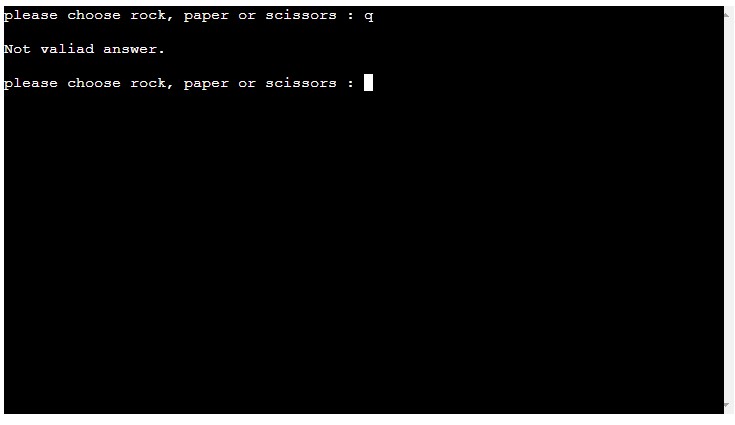 please choose rock, paper or scissors : q
Not valiad answer.
please choose rock, paper or scissors :